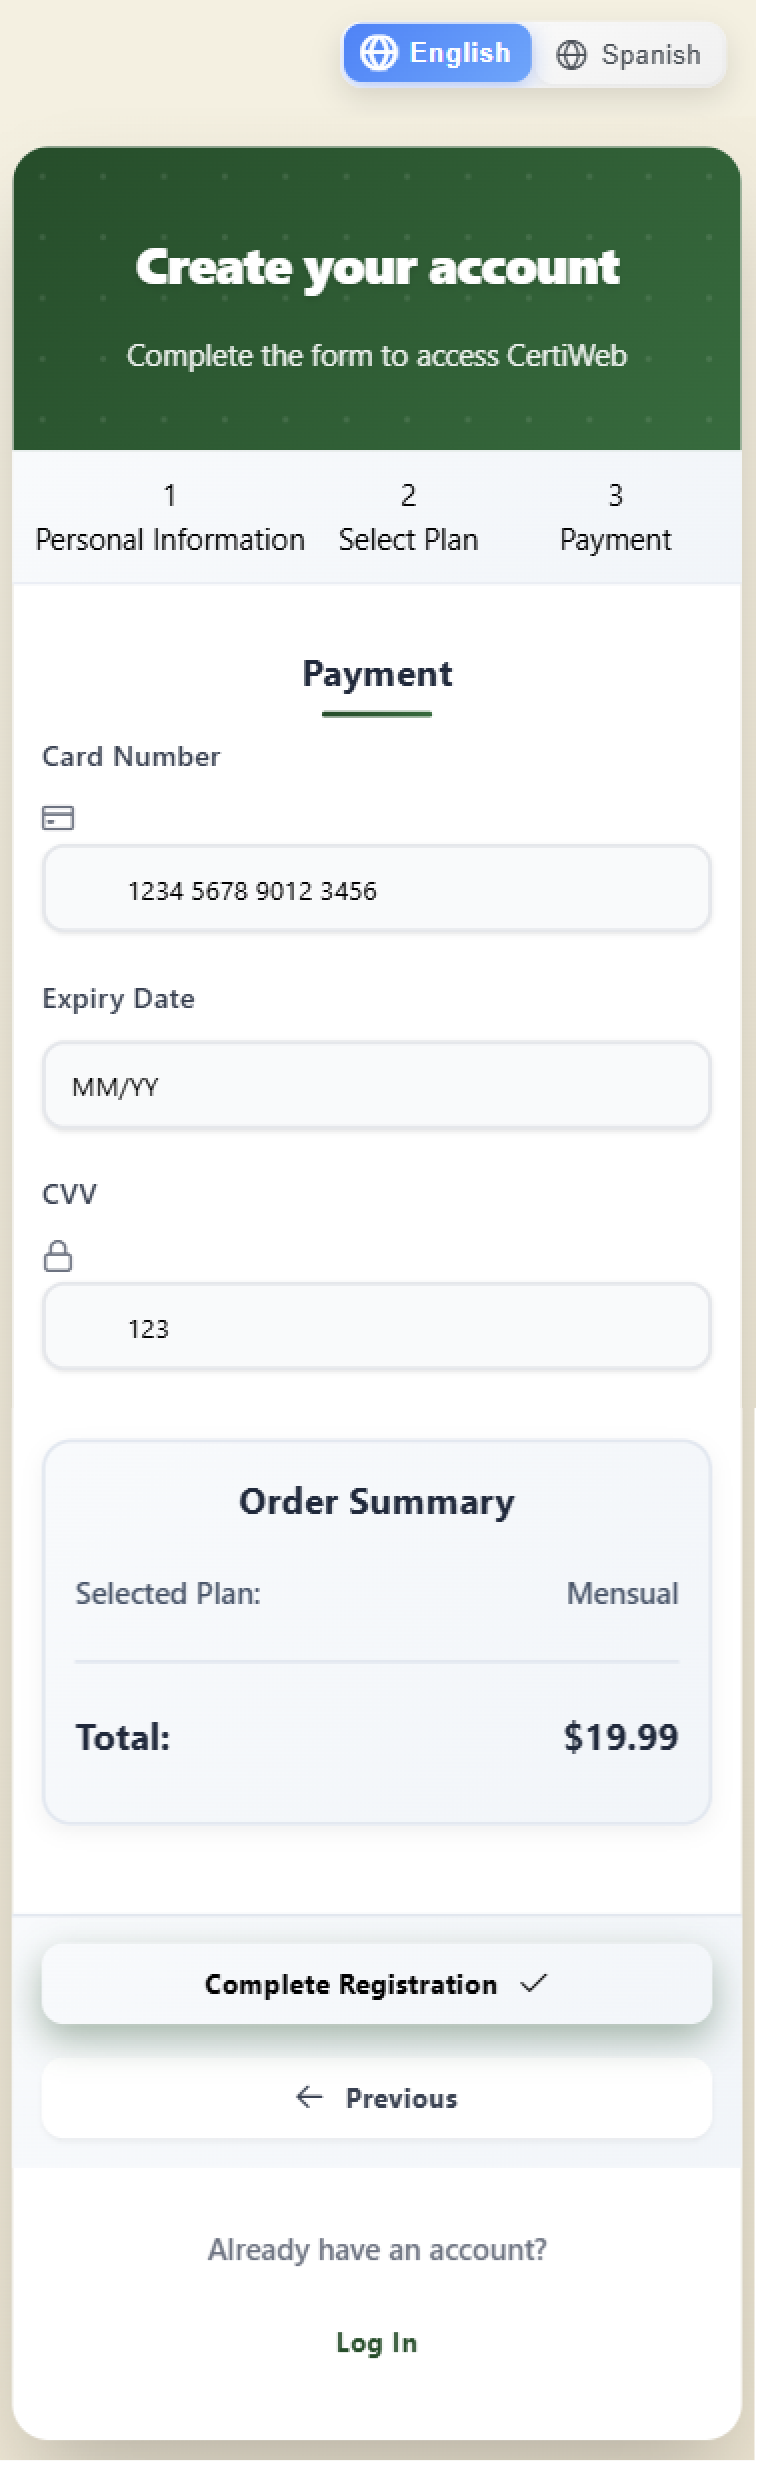 English
Spanish
Create your account
Complete the form to access CertiWeb
1 2 3
Personal Information Select Plan Payment
Payment
Card Number
1234 5678 9012 3456
Expiry Date
MM/YY
CVV
123
Order Summary
Selected Plan: Mensual
Total: $19.99
Complete Registration
Previous
Already have an account?
Log In